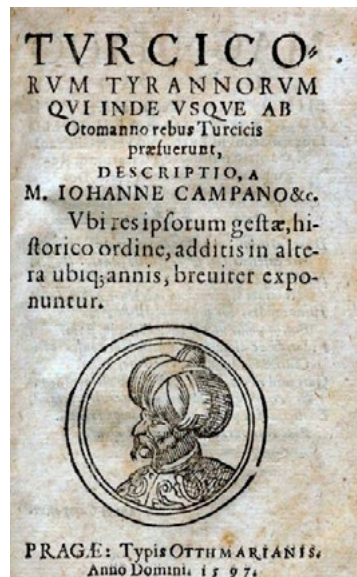 TVRCICO⸗
RVM TYRANNORVM
QVI INDE VSQVE AB
Otomanno rebus Turcicis
præfuerunt,
DESCRIPTIO, A
M. IOHANNE CAMPANO &c.
Vbi res ipſorum geſtæ, hi-
ſtorico ordine, additis in alte-
ra ubiq; annis, breuiter expo-
nuntur.
PRAGÆ: Typis OTTHMARIANIS.
Anno Domini. 1597.